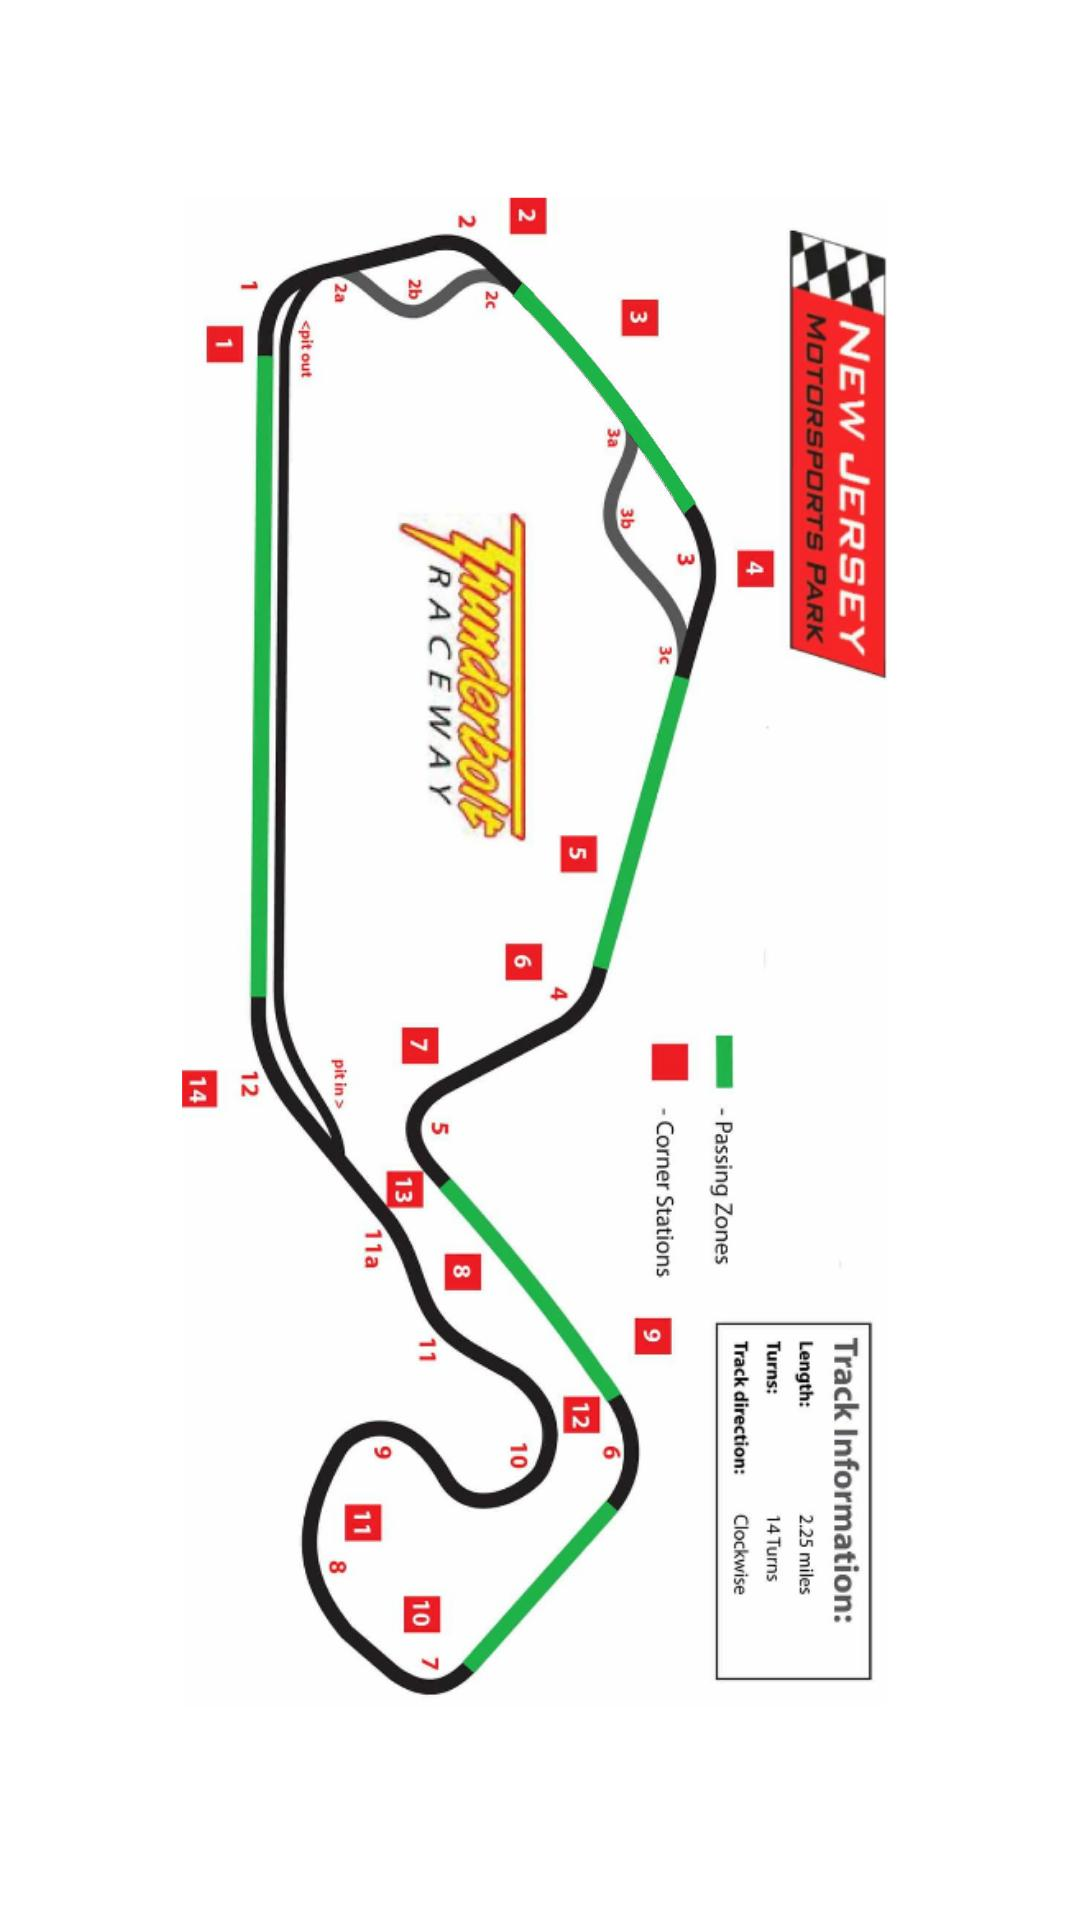 NEW JERSEY
MOTORSPORTS PARK
Thunderbolt
RACEWAY
- Passing Zones
- Corner Stations
Track Information:
Length: 2.25 miles
Turns: 14 Turns
Track direction: Clockwise
<pit out
pit in >
1
2
2a
2b
2c
3a
3b
3
3c
4
5
6
7
8
9
10
11
11a
12
1
2
3
4
5
6
7
8
9
10
11
12
13
14